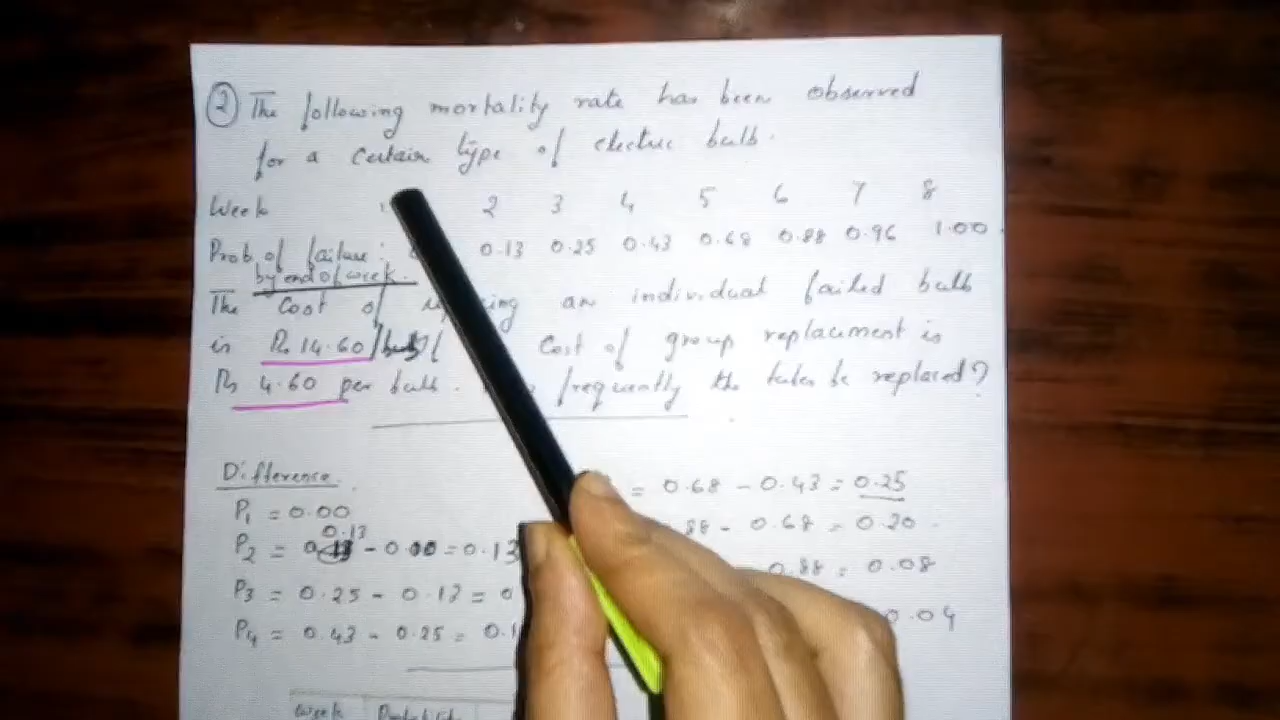 ② The following mortality rate has been observed
for a certain type of electric bulb.
Week 2 3 4 5 6 7 8
Prob. of failure: 0.13 0.25 0.43 0.68 0.88 0.96 1.00
by end of week.
The cost of an individual failed bulb
is Rs 14.60 Cost of group replacement is
Rs 4.60 per bulb. frequently the be replaced?
Difference.
P1 = 0.00
0.13
P2 = - 0.00 = 0.13
P3 = 0.25 - 0.13 = 0
P4 = 0.43 - 0.25 = 0.1
= 0.68 - 0.43 = 0.25
88 - 0.68 = 0.20
0.88 = 0.08
0.04
Week